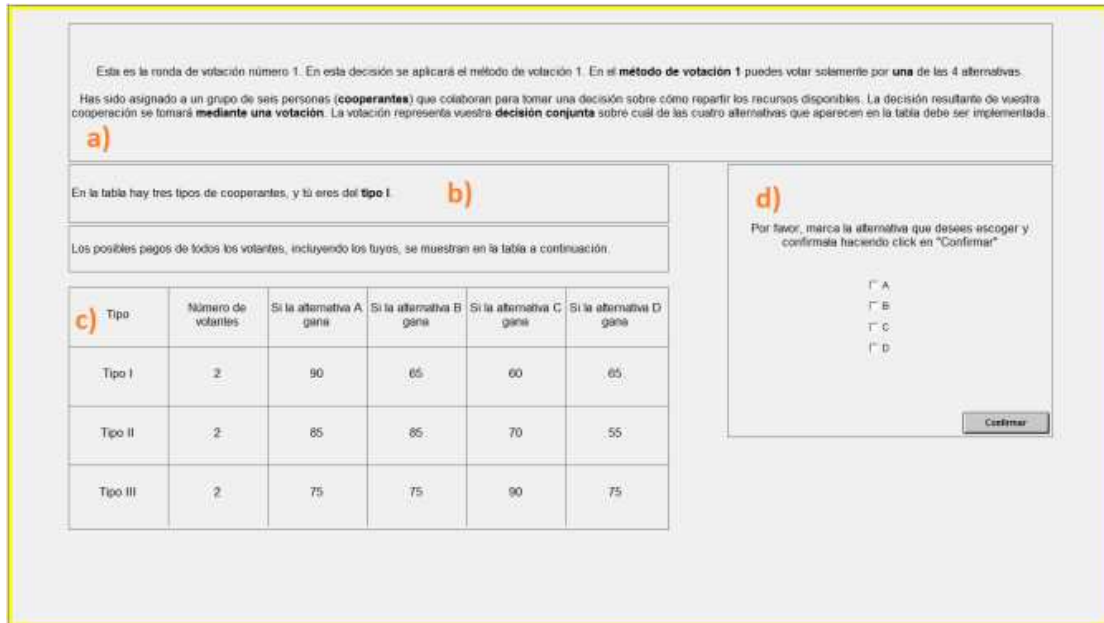 Esta es la ronda de votación número 1. En esta decisión se aplicará el método de votación 1. En el método de votación 1 puedes votar solamente por una de las 4 alternativas.
Has sido asignado a un grupo de seis personas (cooperantes) que colaboran para tomar una decisión sobre cómo repartir los recursos disponibles. La decisión resultante de vuestra
cooperación se tomará mediante una votación. La votación representa vuestra decisión conjunta sobre cuál de las cuatro alternativas que aparecen en la tabla debe ser implementada.
a)
En la tabla hay tres tipos de cooperantes, y tú eres del tipo I.
b)
Los posibles pagos de todos los votantes, incluyendo los tuyos, se muestran en la tabla a continuación.
c) Tipo Número de votantes Si la alternativa A gana Si la alternativa B gana Si la alternativa C gana Si la alternativa D gana
Tipo I 2 90 65 60 65
Tipo II 2 85 85 70 55
Tipo III 2 75 75 90 75
d)
Por favor, marca la alternativa que desees escoger y
confírmala haciendo click en "Confirmar"
A
B
C
D
Confirmar